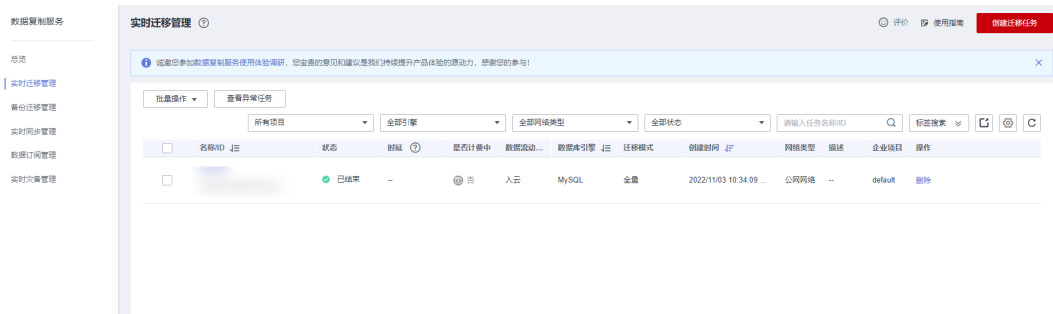 数据复制服务
总览
实时迁移管理
备份迁移管理
实时同步管理
数据订阅管理
实时灾备管理
实时迁移管理
评价 使用指南 创建迁移任务
诚邀您参加数据复制服务使用体验调研，您宝贵的意见和建议是我们持续提升产品体验的源动力，感谢您的参与！
批量操作 查看异常任务
所有项目 全部引擎 全部网络类型 全部状态 请输入任务名称/ID 标签搜索
名称/ID 状态 时延 是否计费中 数据流动... 数据库引擎 迁移模式 创建时间 网络类型 描述 企业项目 操作
已结束 -- 否 入云 MySQL 全量 2022/11/03 10:34:09 ... 公网网络 -- default 删除